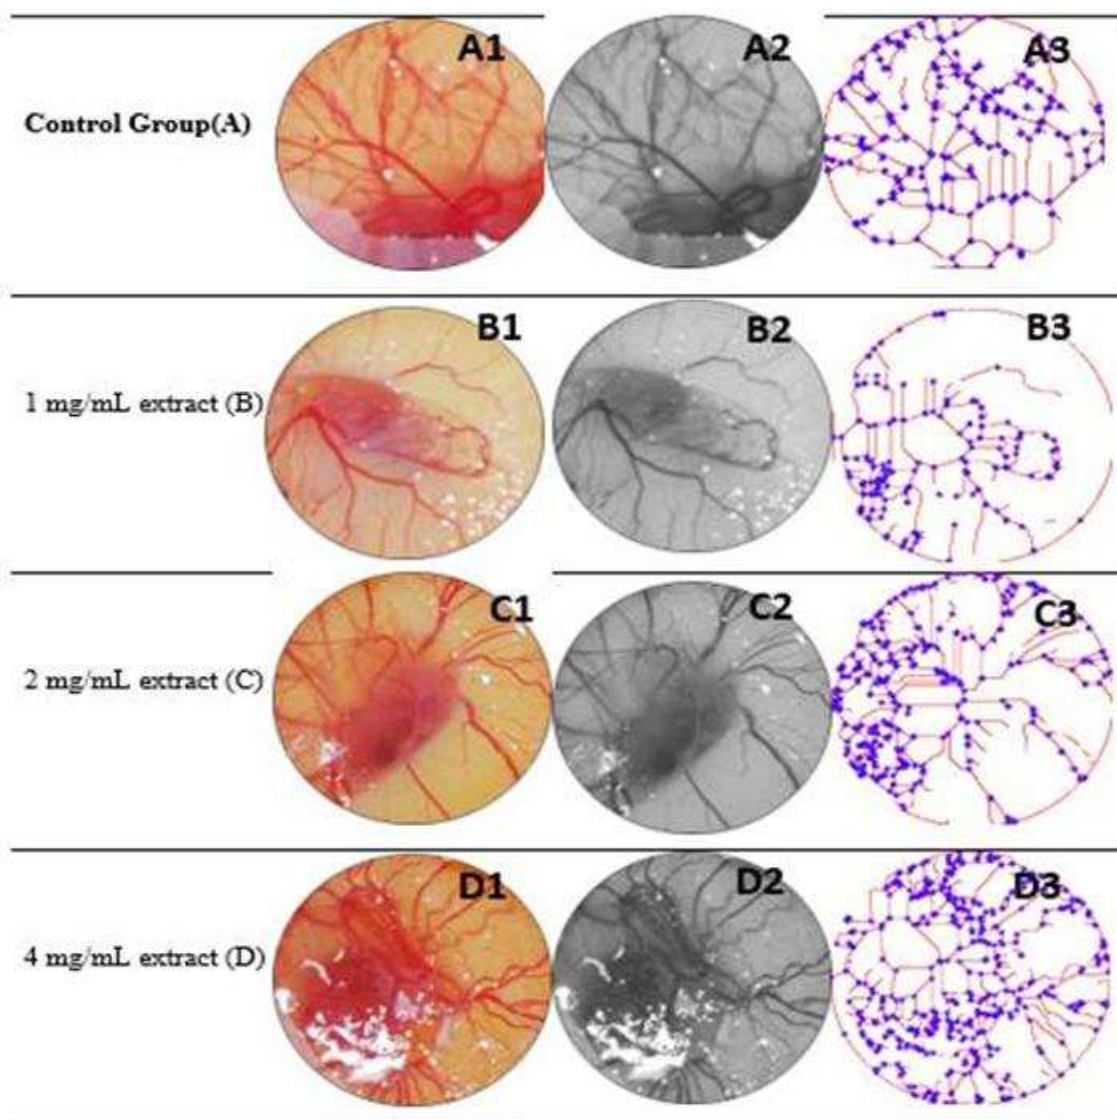 A1 A2 A3
Control Group(A)
B1 B2 B3
1 mg/mL extract (B)
C1 C2 C3
2 mg/mL extract (C)
D1 D2 D3
4 mg/mL extract (D)